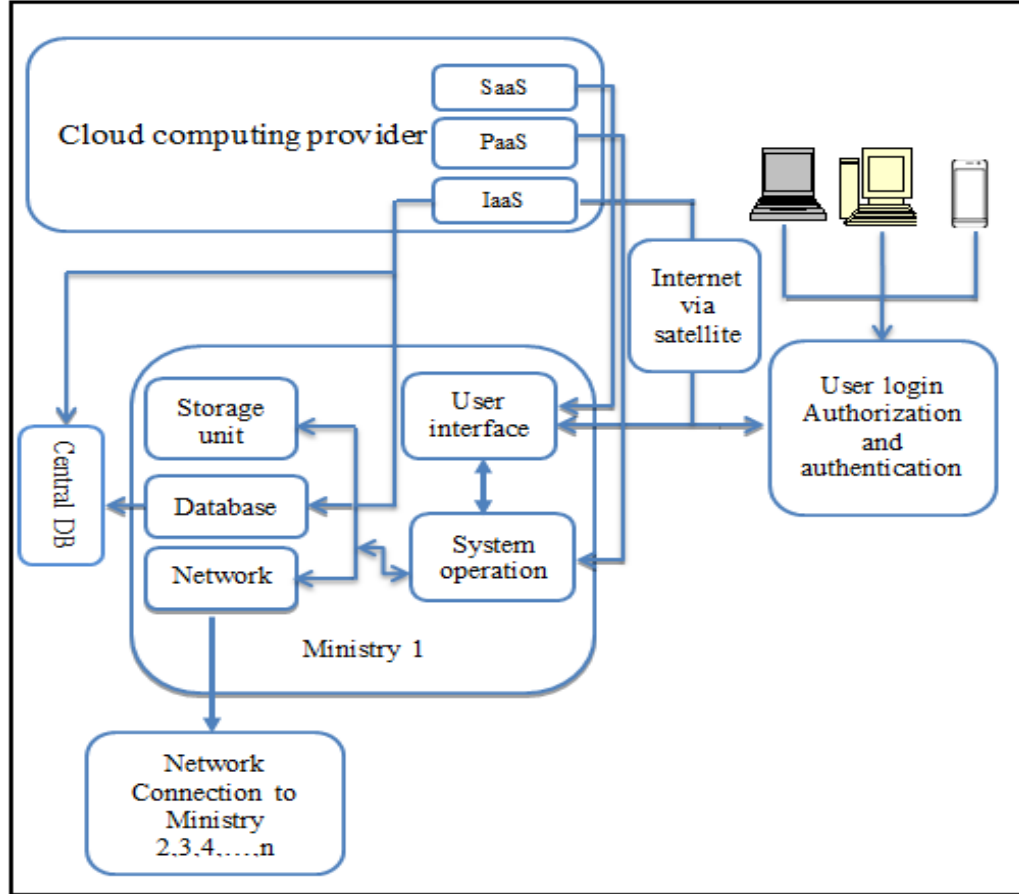 SaaS
Cloud computing provider
PaaS
IaaS
Internet
via
satellite
Storage
unit
User
interface
User login
Authorization
and
authentication
Central DB
Database
System
operation
Network
Ministry 1
Network
Connection to
Ministry
2,3,4,...,n